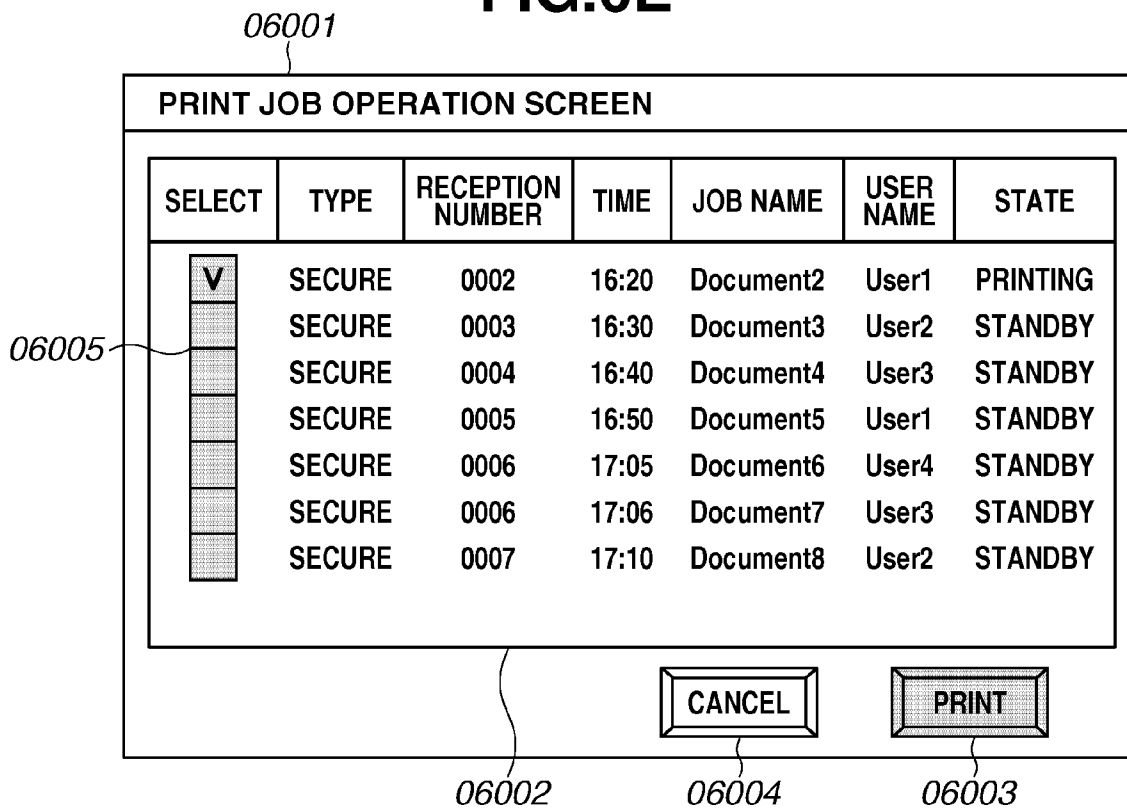 06001
PRINT JOB OPERATION SCREEN
SELECT TYPE RECEPTION NUMBER TIME JOB NAME USER NAME STATE
V SECURE 0002 16:20 Document2 User1 PRINTING
SECURE 0003 16:30 Document3 User2 STANDBY
06005
SECURE 0004 16:40 Document4 User3 STANDBY
SECURE 0005 16:50 Document5 User1 STANDBY
SECURE 0006 17:05 Document6 User4 STANDBY
SECURE 0006 17:06 Document7 User3 STANDBY
SECURE 0007 17:10 Document8 User2 STANDBY
CANCEL PRINT
06002 06004 06003